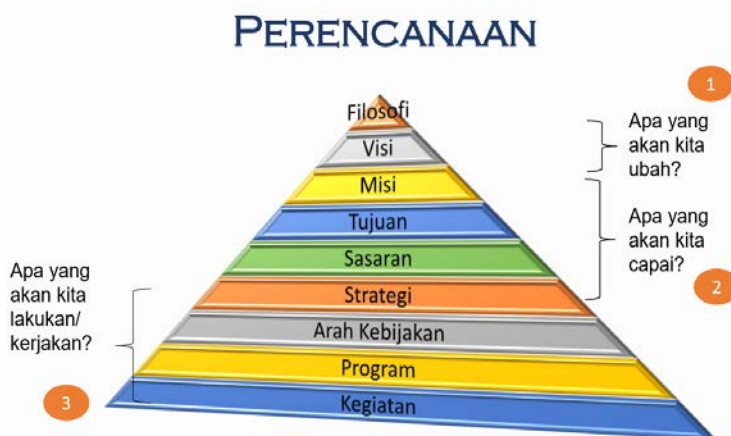 PERENCANAAN
1
Filosofi
Visi
Misi
Tujuan
Sasaran
Strategi
Arah Kebijakan
Program
Kegiatan
Apa yang
akan kita
ubah?
Apa yang
akan kita
capai?
2
Apa yang
akan kita
lakukan/
kerjakan?
3